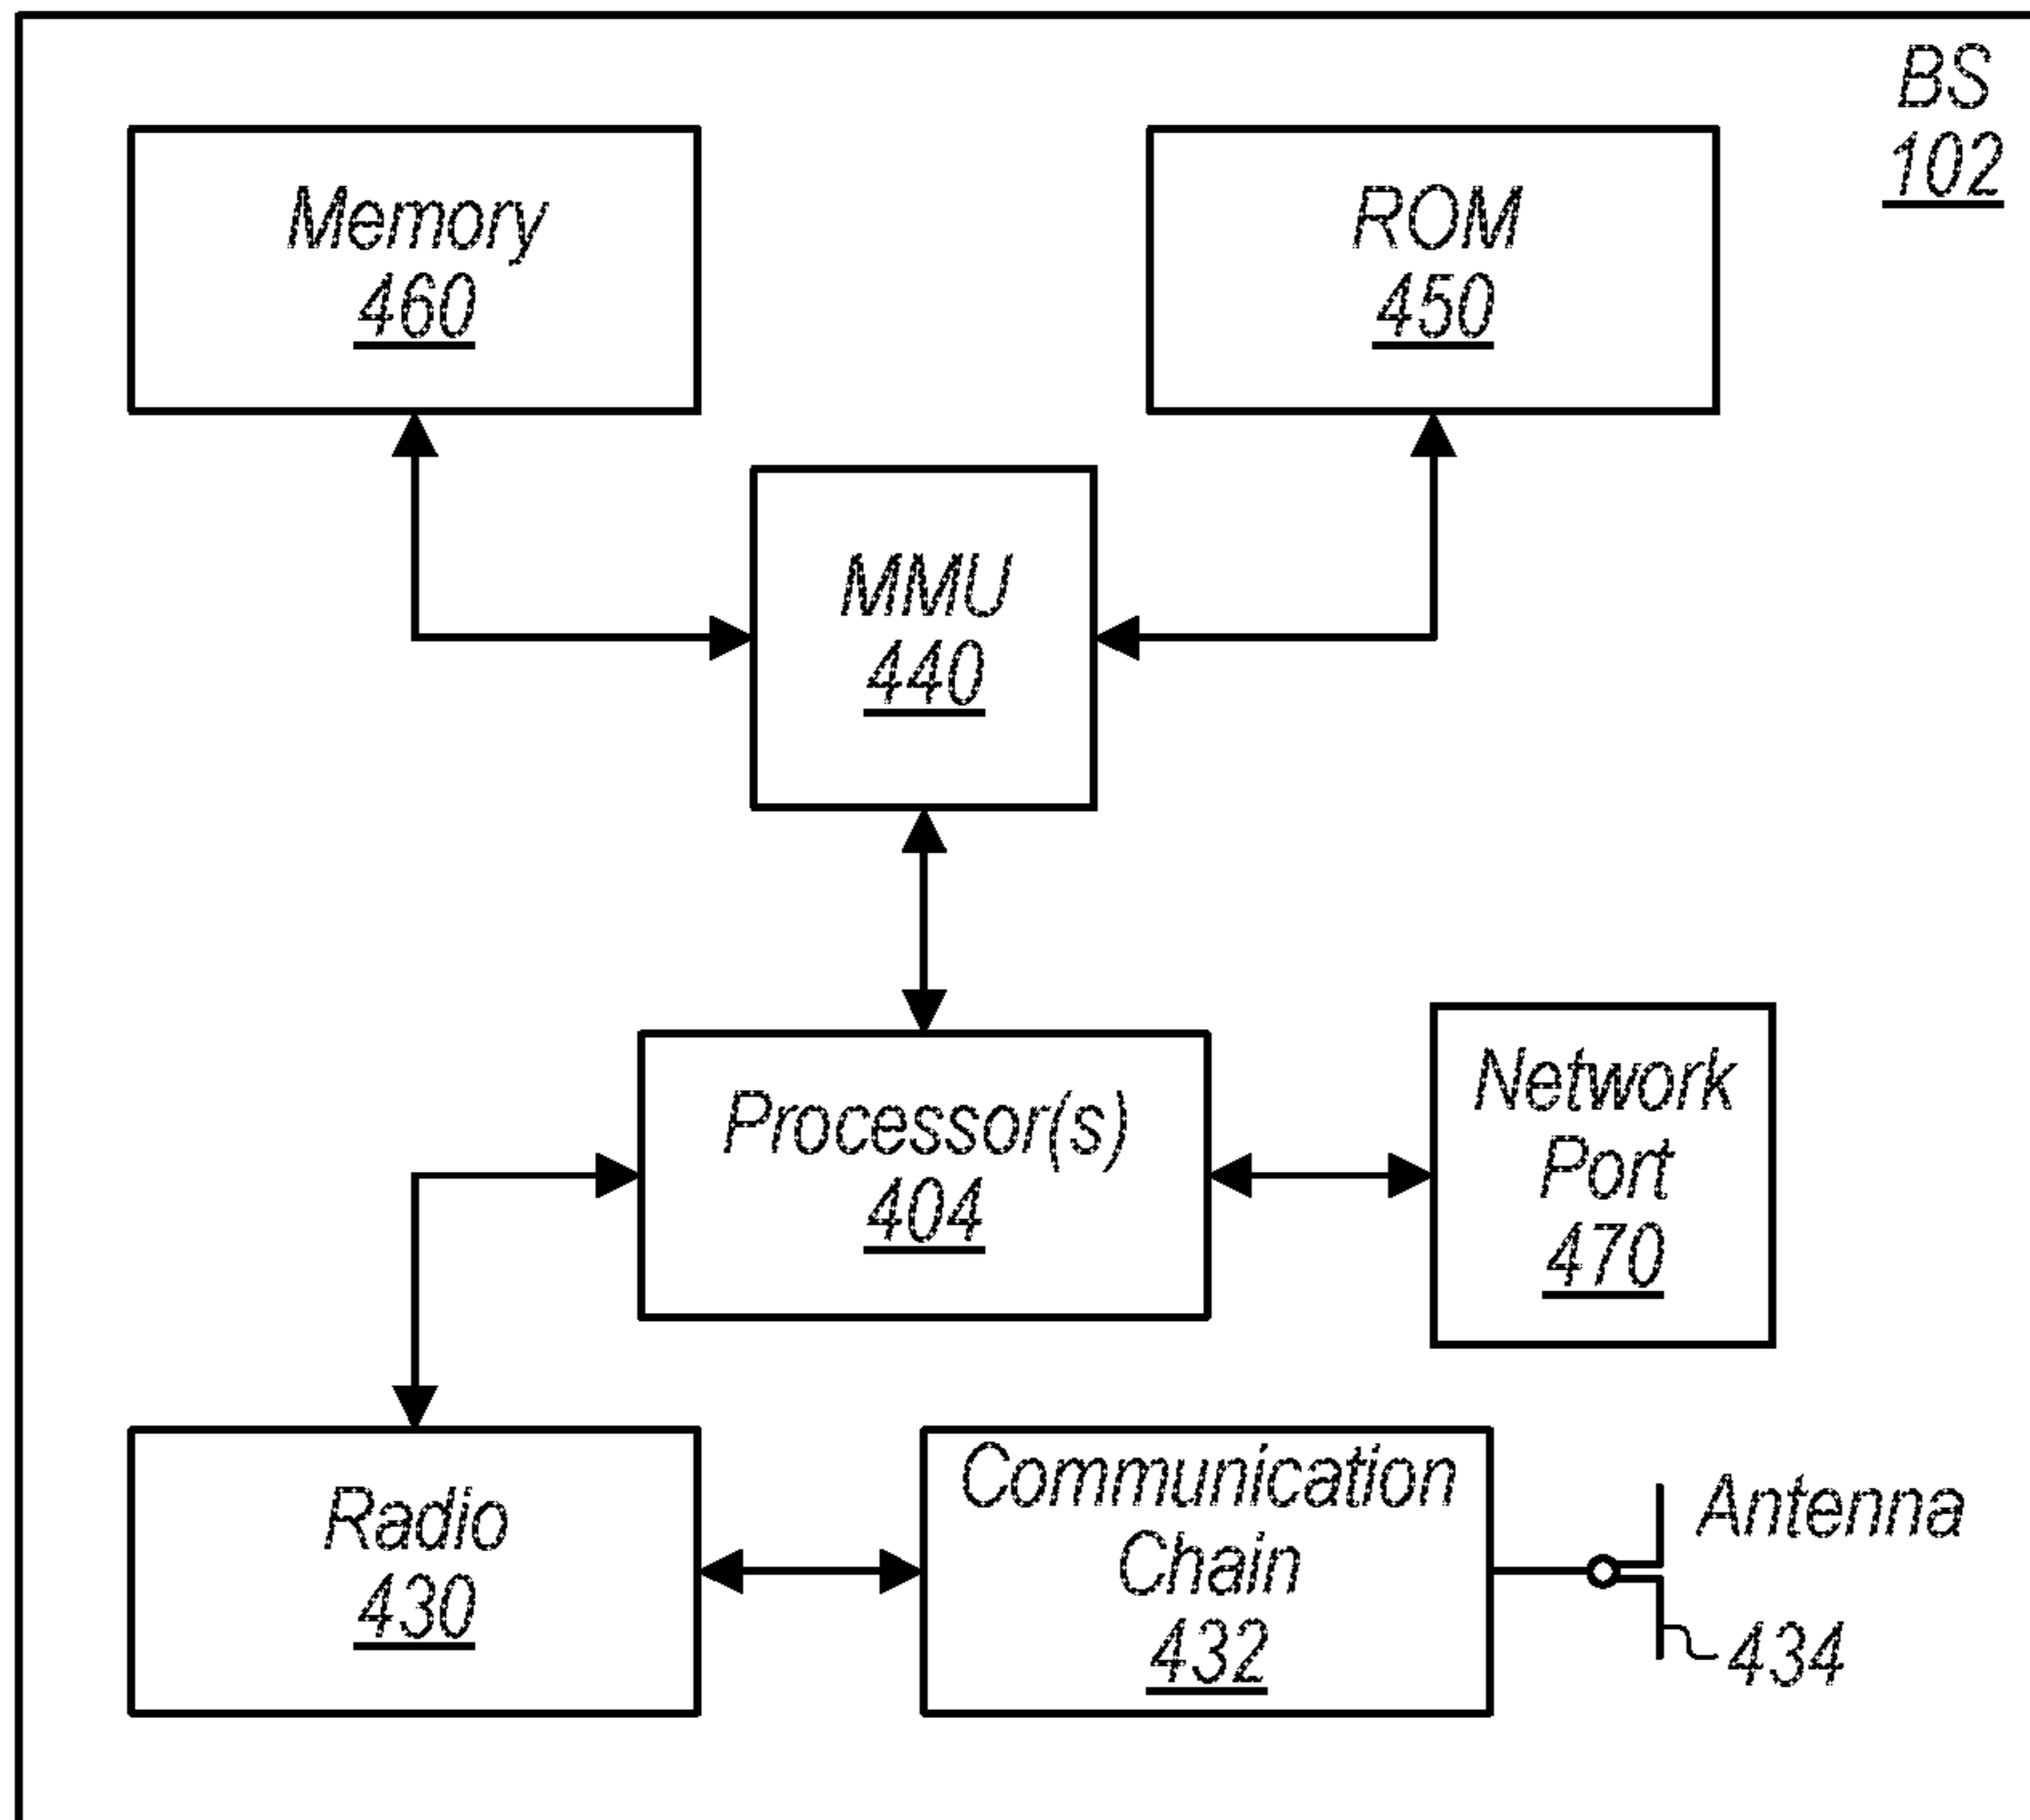 BS
102
Memory
460
ROM
450
MMU
440
Processor(s)
404
Network
Port
470
Radio
430
Communication
Chain
432
Antenna
434